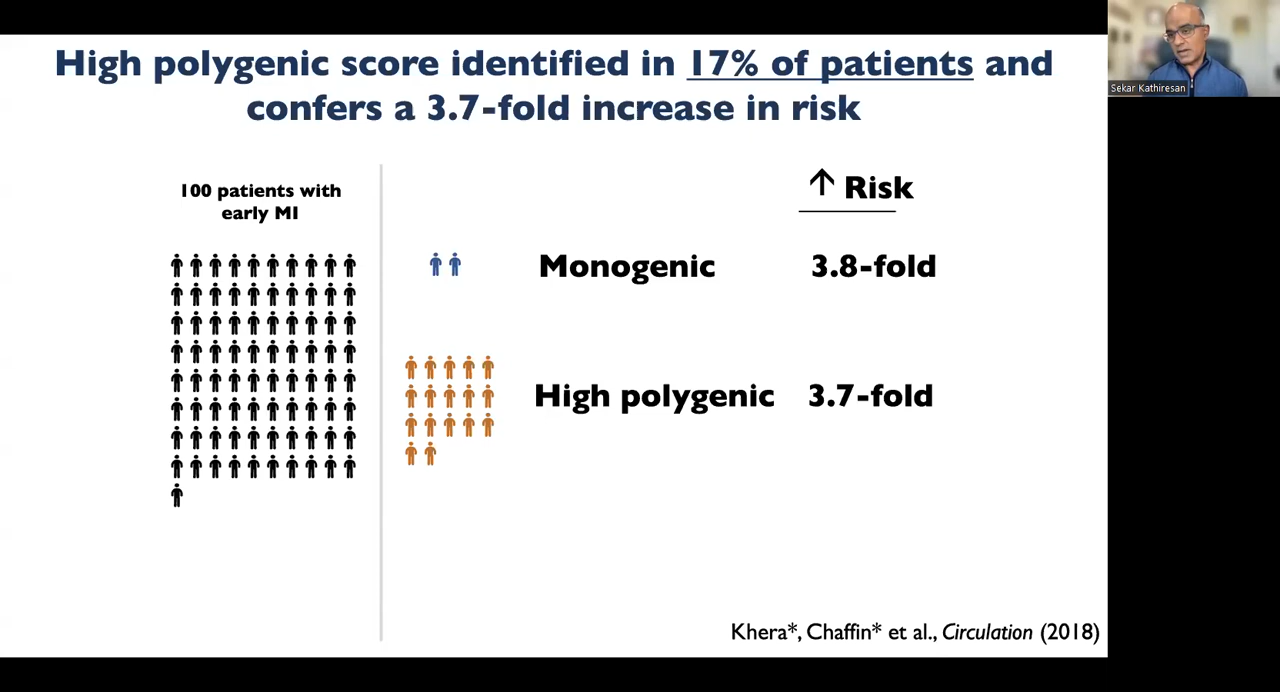 High polygenic score identified in 17% of patients and
confers a 3.7-fold increase in risk
Sekar Kathiresan
100 patients with
early MI
↑ Risk
Monogenic 3.8-fold
High polygenic 3.7-fold
Khera*, Chaffin* et al., Circulation (2018)